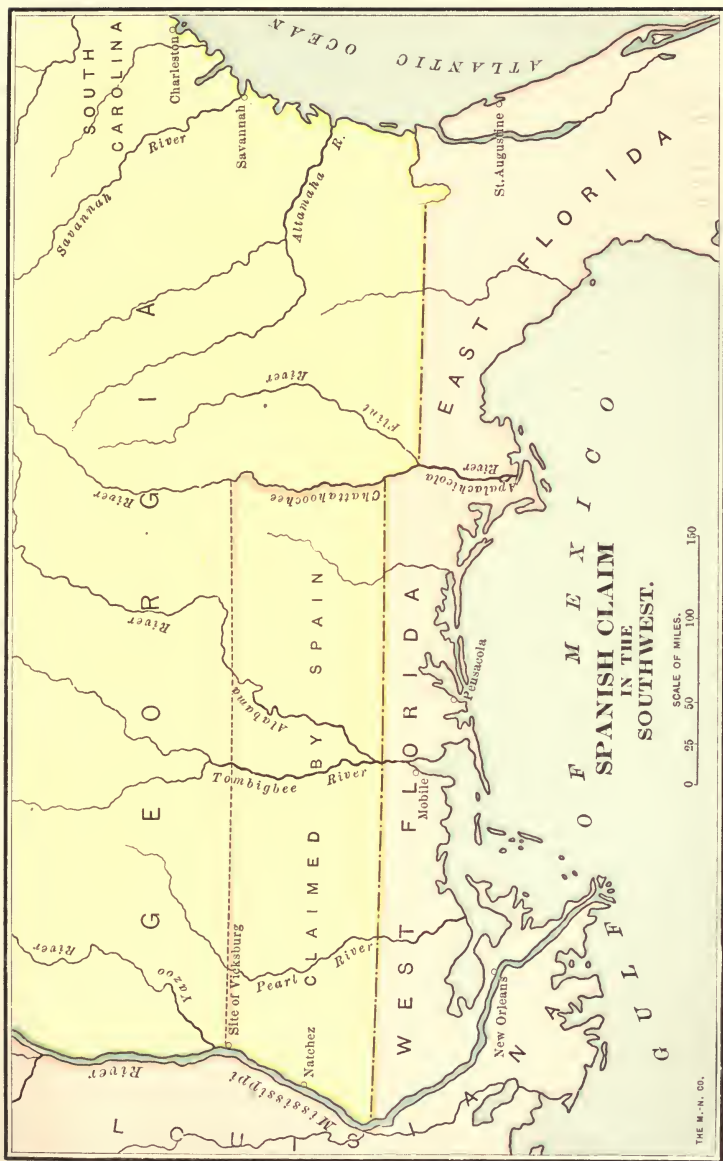 SOUTH
CAROLINA
Charleston
ATLANTIC OCEAN
Savannah River
Savannah
Altamaha R.
St. Augustine
EAST FLORIDA
GEORGIA
Flint River
Chattahoochee River
Apalachicola River
Alabama River
Tombigbee River
CLAIMED BY SPAIN
Pearl River
Yazoo River
Site of Vicksburg
Natchez
Mississippi River
WEST FLORIDA
Mobile
Pensacola
New Orleans
LOUISIANA
GULF OF MEXICO
SPANISH CLAIM
IN THE
SOUTHWEST.
SCALE OF MILES.
0 25 50 100 150
THE M.-N. CO.